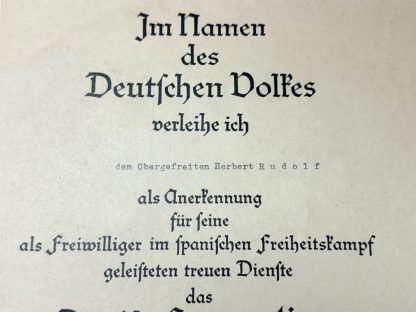 Im Namen
des
Deutſchen Volkes
verleihe ich
dem Obergefreiten Herbert R u d o l f
als Anerkennung
für ſeine
als Freiwilliger im ſpaniſchen Freiheitskampf
geleiſteten treuen Dienſte
das